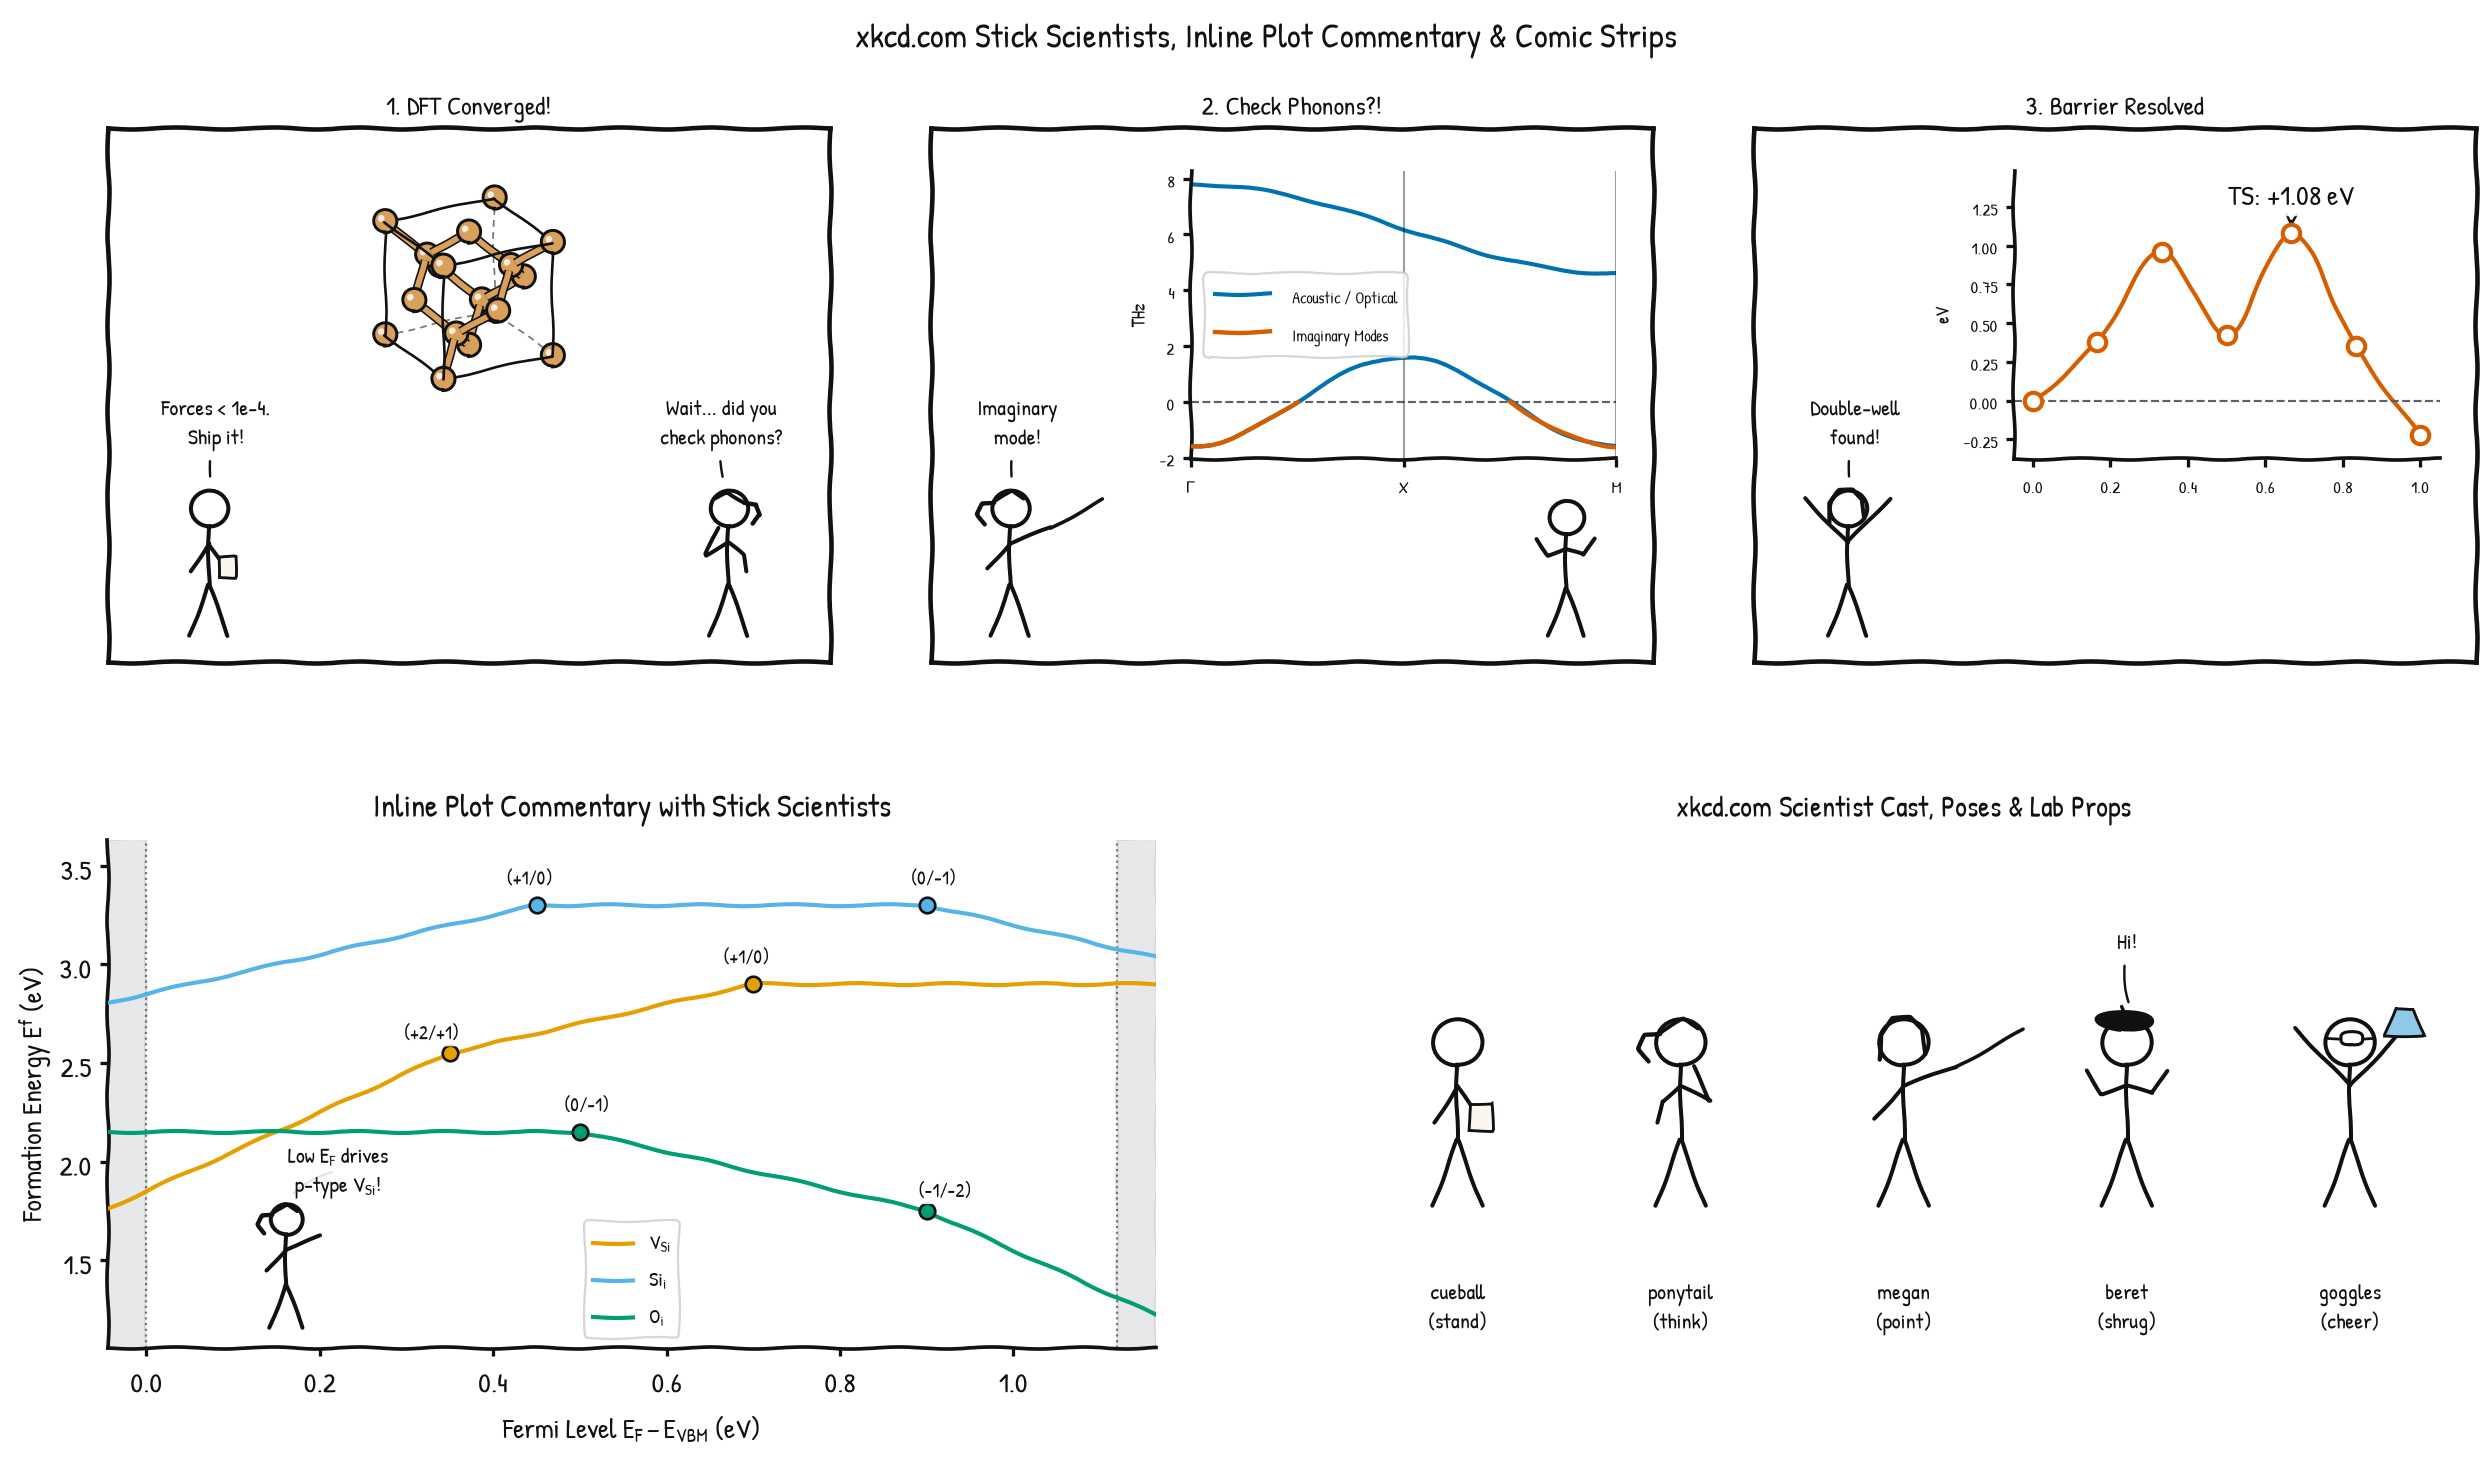 xkcd.com Stick Scientists, Inline Plot Commentary & Comic Strips
1. DFT Converged!
Forces < 1e-4.
Ship it!
Wait... did you
check phonons?
2. Check Phonons?!
8
6
4
2
0
-2
THz
Acoustic / Optical
Imaginary Modes
Γ
X
M
Imaginary
mode!
3. Barrier Resolved
TS: +1.08 eV
1.25
1.00
0.75
0.50
0.25
0.00
-0.25
eV
0.0 0.2 0.4 0.6 0.8 1.0
Double-well
found!
Inline Plot Commentary with Stick Scientists
3.5
3.0
2.5
2.0
1.5
Formation Energy E^f (eV)
(+1/0)
(0/-1)
(+1/0)
(+2/+1)
(0/-1)
(-1/-2)
Low E_F drives
p-type V_Si!
V_Si
Si_i
O_i
0.0 0.2 0.4 0.6 0.8 1.0
Fermi Level E_F – E_VBM (eV)
xkcd.com Scientist Cast, Poses & Lab Props
Hi!
cueball
(stand)
ponytail
(think)
megan
(point)
beret
(shrug)
goggles
(cheer)